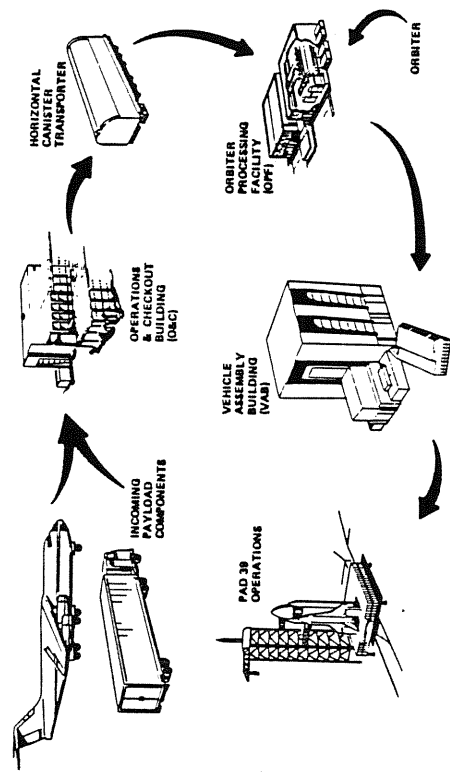 INCOMING
PAYLOAD
COMPONENTS
OPERATIONS
& CHECKOUT
BUILDING
(O&C)
HORIZONTAL
CANISTER
TRANSPORTER
ORBITER
PROCESSING
FACILITY
(OPF)
ORBITER
VEHICLE
ASSEMBLY
BUILDING
(VAB)
PAD 39
OPERATIONS